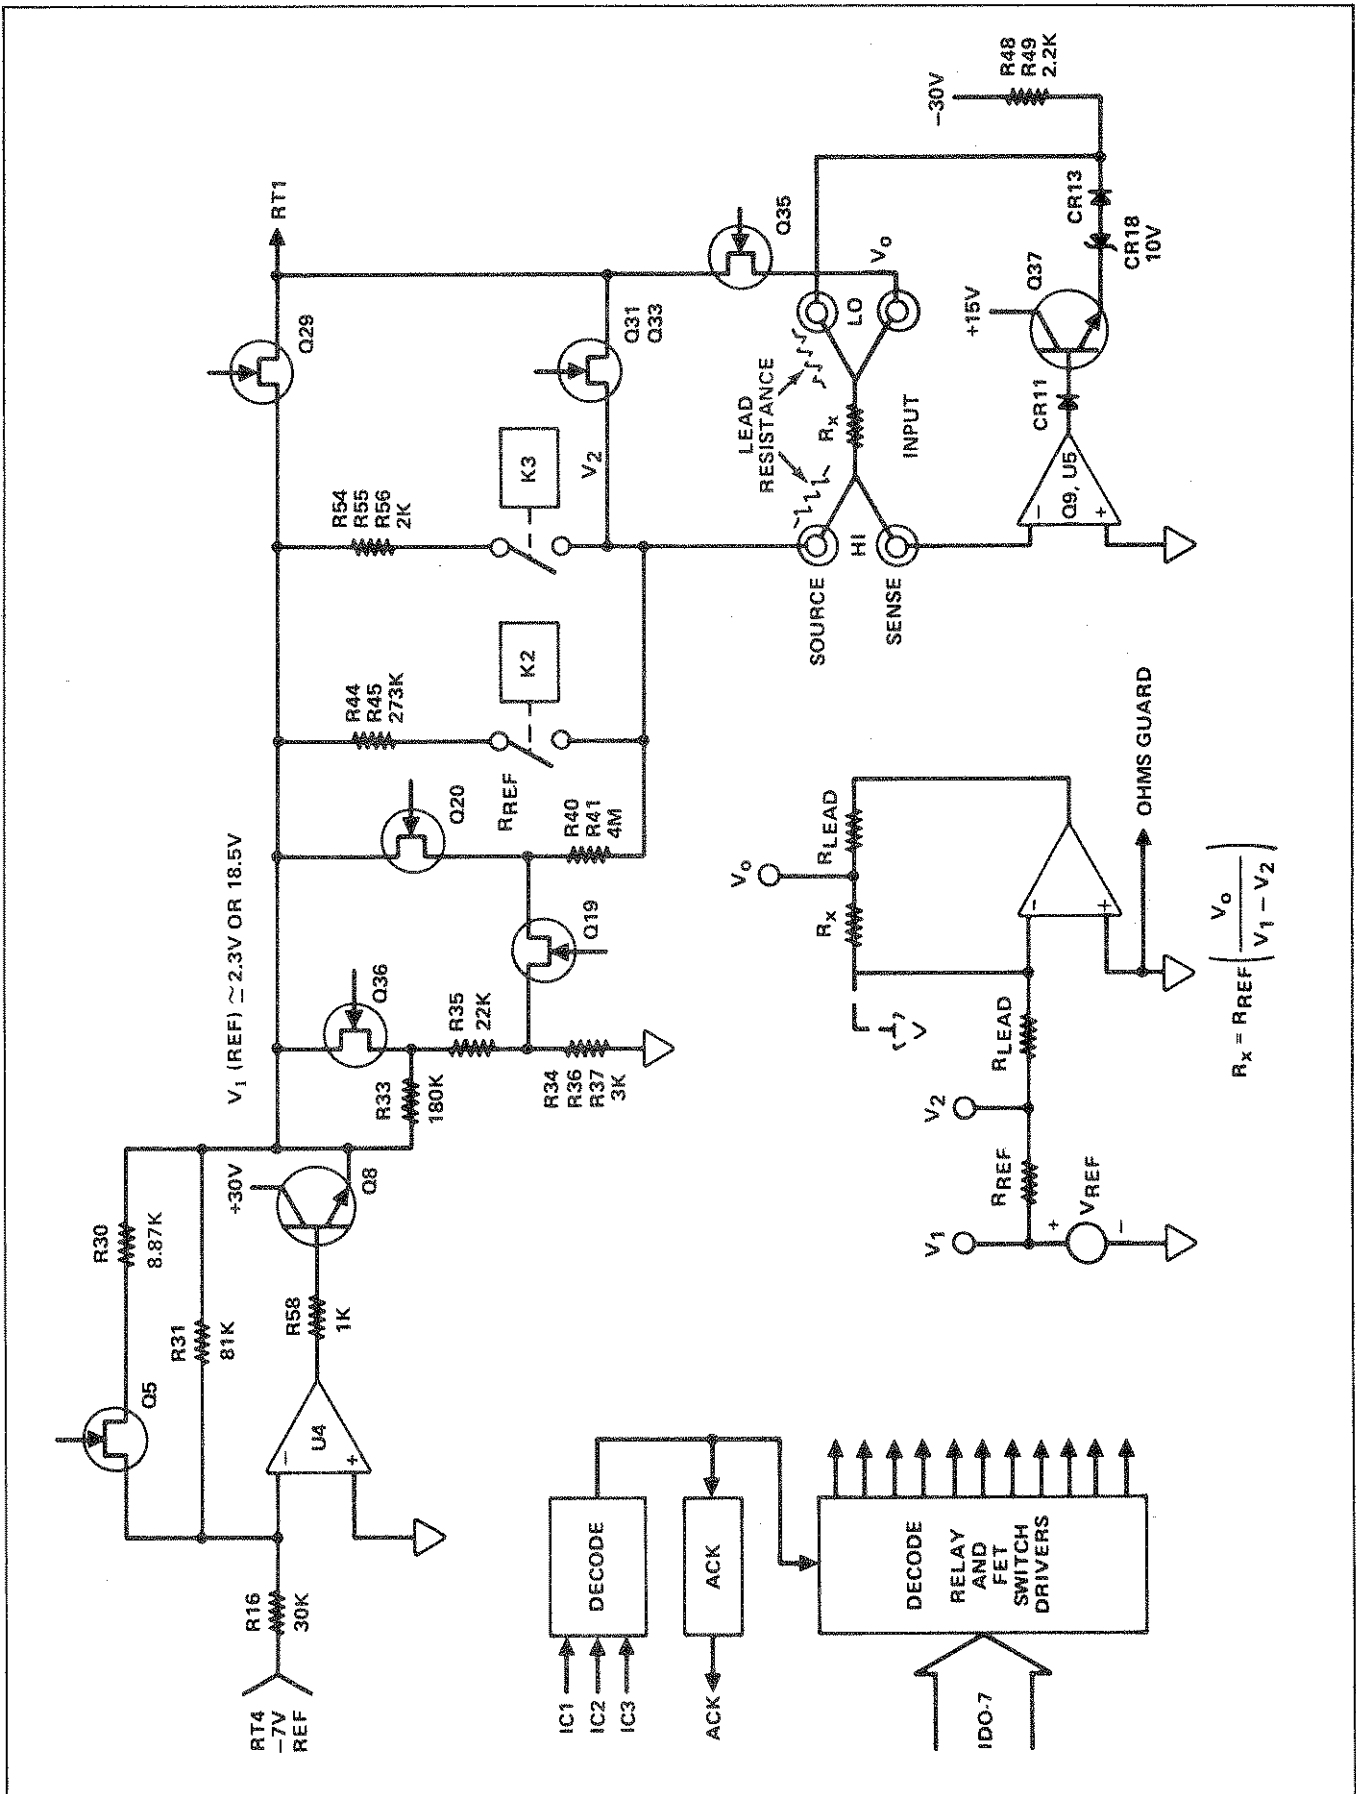 RT4
–7V
REF
R16
30K
Q5
R30
8.87K
R31
81K
U4
–
+
R58
1K
+30V
Q8
V1 (REF) ≃ 2.3V OR 18.5V
Q36
R33
180K
R35
22K
R34
R36
R37
3K
Q19
Q20
RREF
R40
R41
4M
R44
R45
273K
K2
R54
R55
R56
2K
K3
V2
Q29
RT1
Q31
Q33
Q35
SOURCE
HI
SENSE
LEAD
RESISTANCE
Rx
INPUT
LO
Vo
–
+
Q9, U5
CR11
+15V
Q37
CR18
10V
CR13
–30V
R48
R49
2.2K
IC1
IC2
IC3
DECODE
ACK
ACK
IDO-7
DECODE
RELAY
AND
FET
SWITCH
DRIVERS
V1
RREF
VREF
+
–
V2
RLEAD
V
Rx
Vo
RLEAD
–
+
OHMS GUARD
Rx = RREF ( Vo / V1 – V2 )